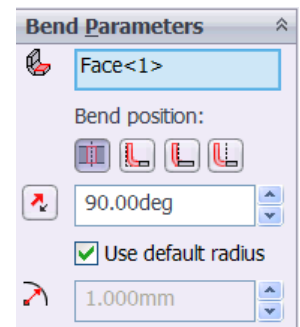 Bend Parameters
Face<1>
Bend position:
90.00deg
Use default radius
1.000mm